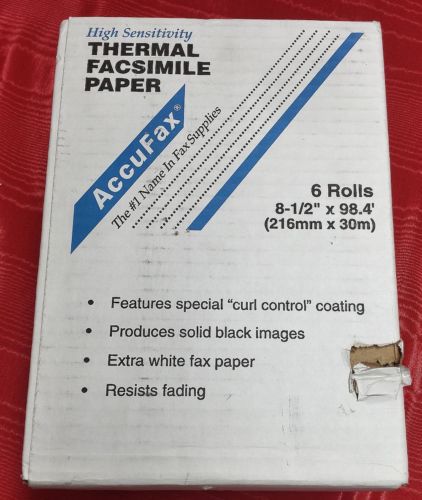 High Sensitivity
THERMAL
FACSIMILE
PAPER
AccuFax®
The #1 Name In Fax Supplies
6 Rolls
8-1/2" x 98.4'
(216mm x 30m)
• Features special "curl control" coating
• Produces solid black images
• Extra white fax paper
• Resists fading